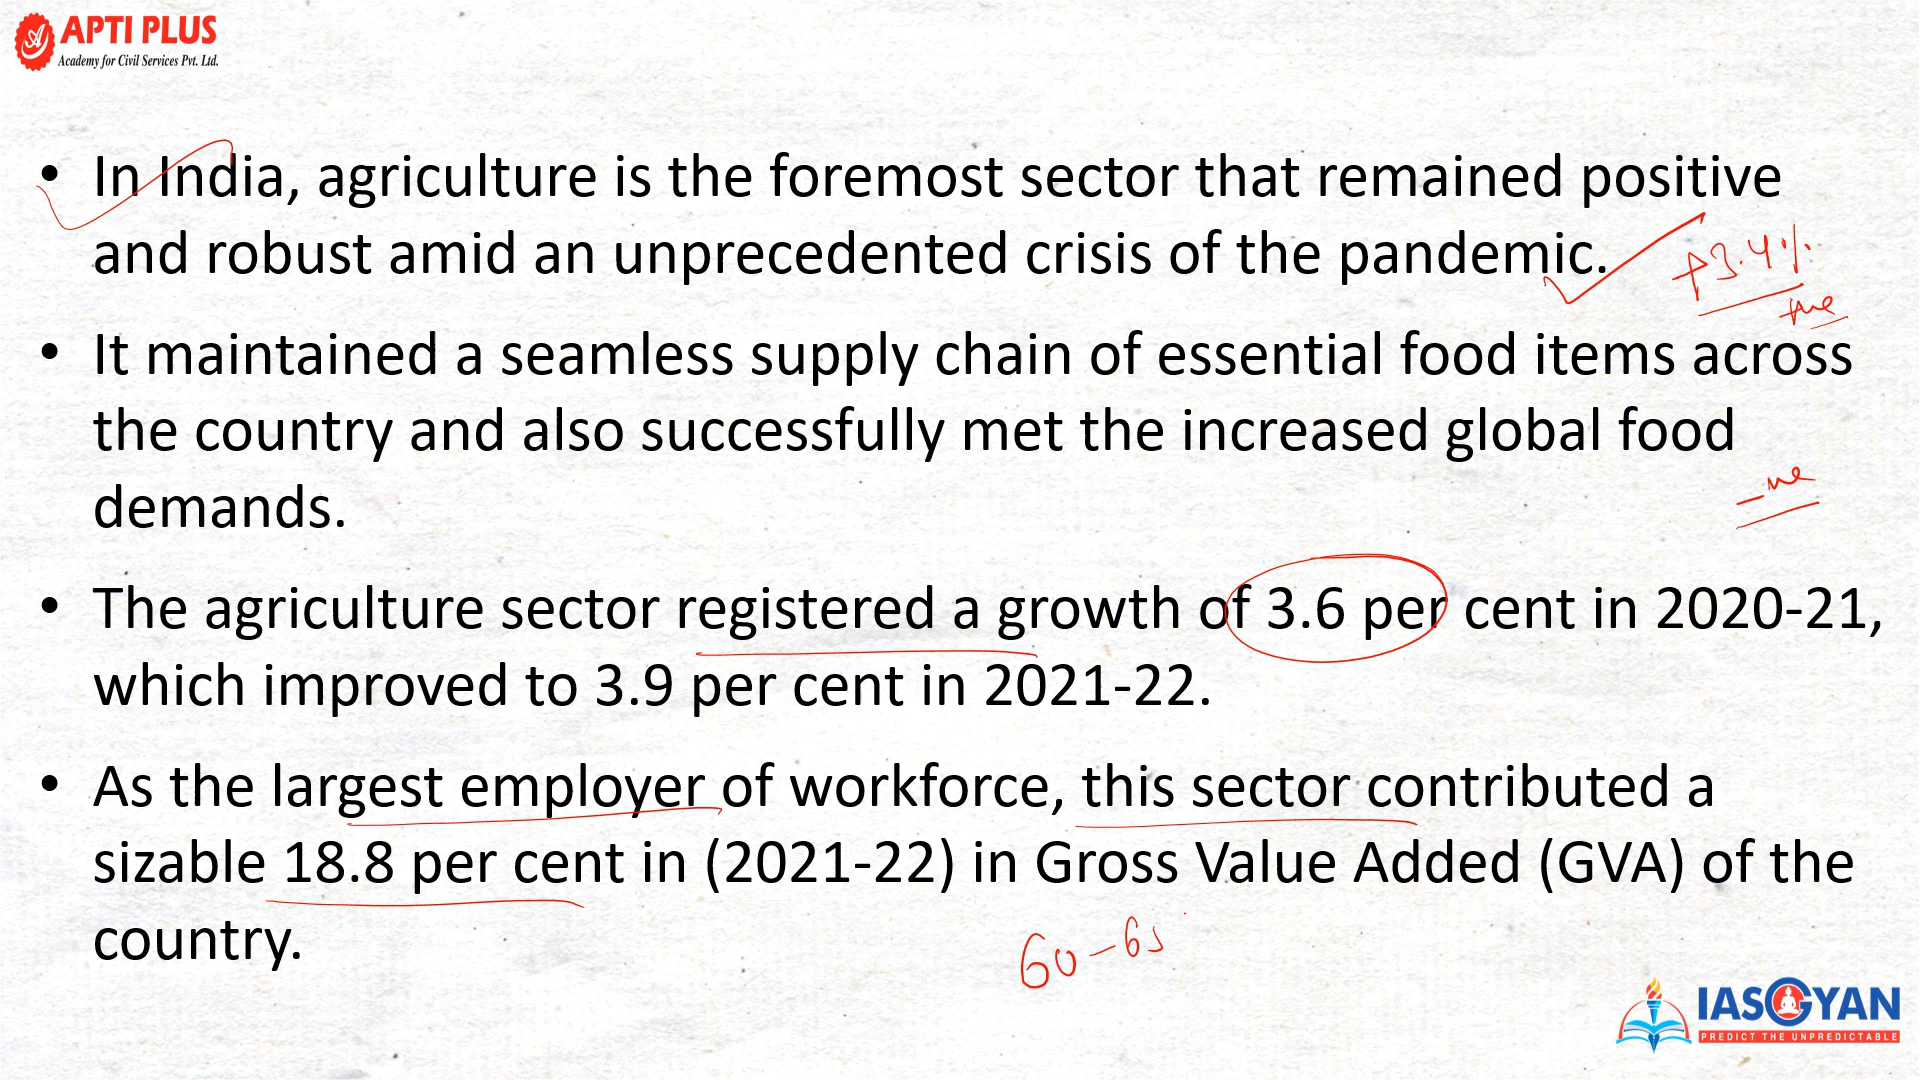 APTI PLUS
Academy for Civil Services Pvt. Ltd.
• In India, agriculture is the foremost sector that remained positive
and robust amid an unprecedented crisis of the pandemic.
+3.4%
+ve
• It maintained a seamless supply chain of essential food items across
the country and also successfully met the increased global food
demands.
-ve
• The agriculture sector registered a growth of 3.6 per cent in 2020-21,
which improved to 3.9 per cent in 2021-22.
• As the largest employer of workforce, this sector contributed a
sizable 18.8 per cent in (2021-22) in Gross Value Added (GVA) of the
country.
60-65
IASGYAN
PREDICT THE UNPREDICTABLE